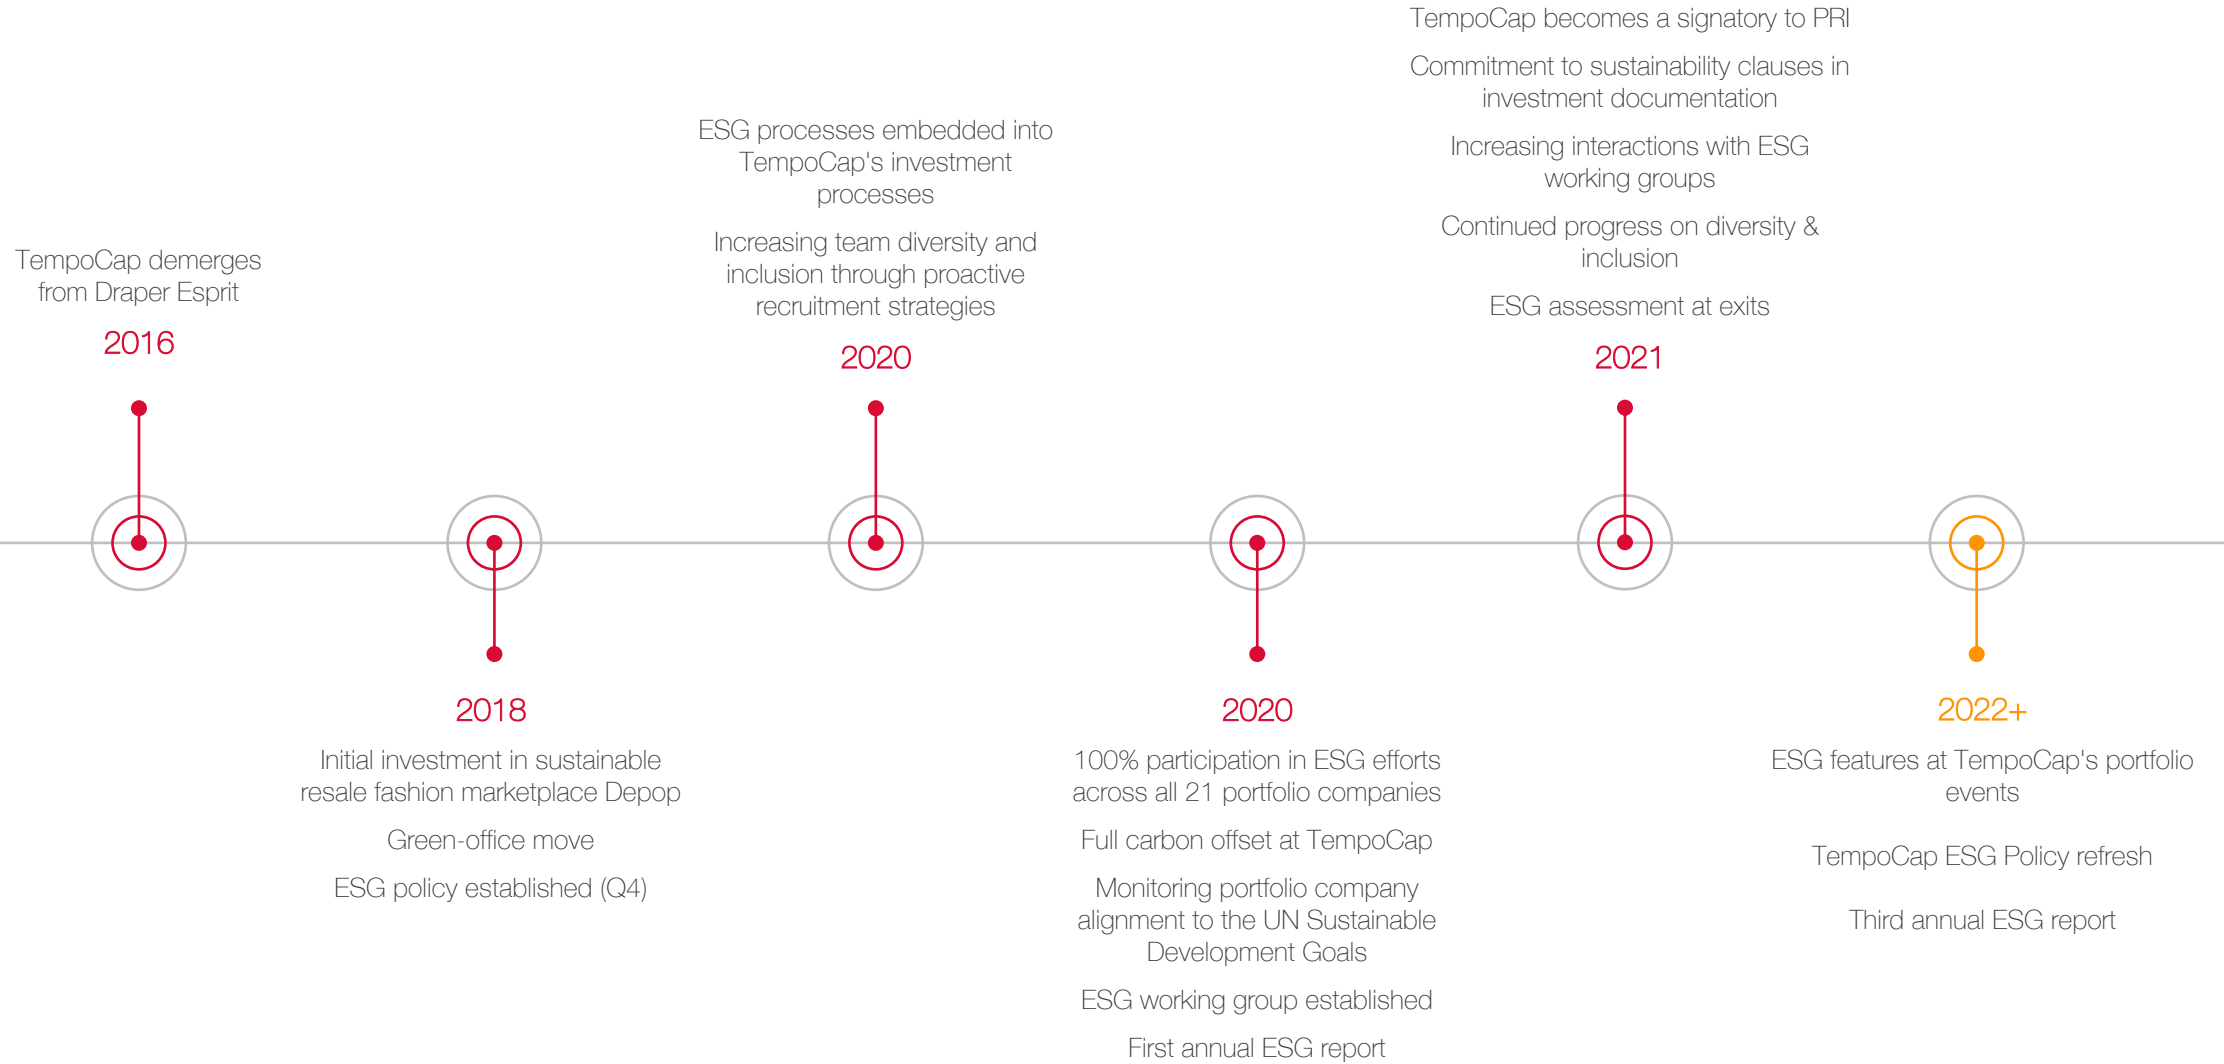 TempoCap demerges
from Draper Esprit
2016
2018
Initial investment in sustainable
resale fashion marketplace Depop
Green-office move
ESG policy established (Q4)
ESG processes embedded into
TempoCap's investment
processes
Increasing team diversity and
inclusion through proactive
recruitment strategies
2020
2020
100% participation in ESG efforts
across all 21 portfolio companies
Full carbon offset at TempoCap
Monitoring portfolio company
alignment to the UN Sustainable
Development Goals
ESG working group established
First annual ESG report
TempoCap becomes a signatory to PRI
Commitment to sustainability clauses in
investment documentation
Increasing interactions with ESG
working groups
Continued progress on diversity &
inclusion
ESG assessment at exits
2021
2022+
ESG features at TempoCap's portfolio
events
TempoCap ESG Policy refresh
Third annual ESG report